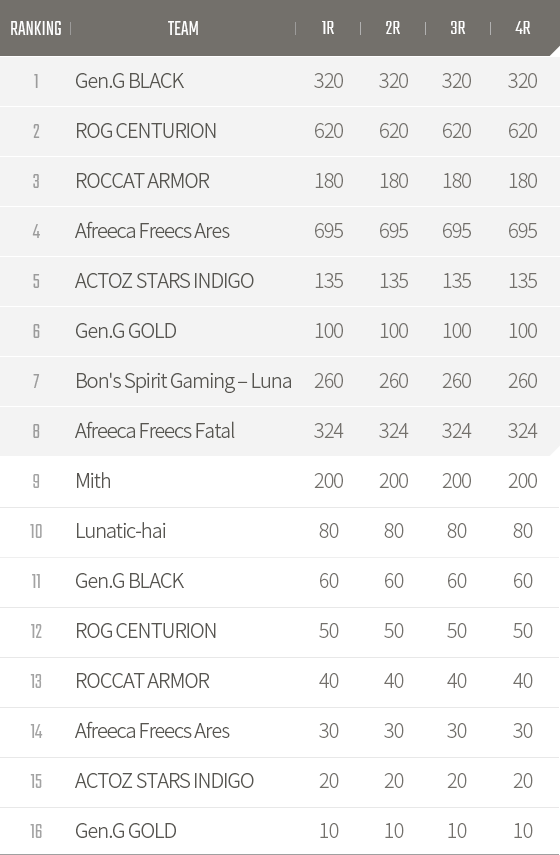 RANKING TEAM 1R 2R 3R 4R
1 Gen.G BLACK 320 320 320 320
2 ROG CENTURION 620 620 620 620
3 ROCCAT ARMOR 180 180 180 180
4 Afreeca Freecs Ares 695 695 695 695
5 ACTOZ STARS INDIGO 135 135 135 135
6 Gen.G GOLD 100 100 100 100
7 Bon's Spirit Gaming – Luna 260 260 260 260
8 Afreeca Freecs Fatal 324 324 324 324
9 Mith 200 200 200 200
10 Lunatic-hai 80 80 80 80
11 Gen.G BLACK 60 60 60 60
12 ROG CENTURION 50 50 50 50
13 ROCCAT ARMOR 40 40 40 40
14 Afreeca Freecs Ares 30 30 30 30
15 ACTOZ STARS INDIGO 20 20 20 20
16 Gen.G GOLD 10 10 10 10